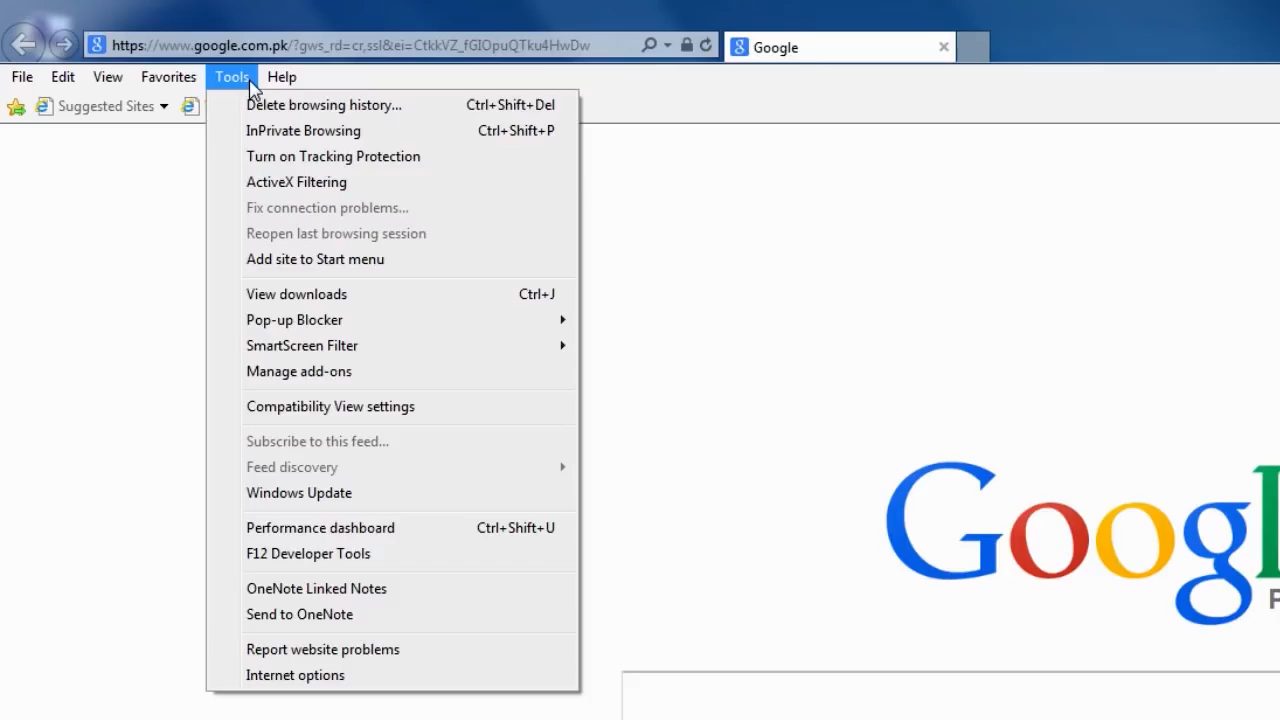 https://www.google.com.pk/?gws_rd=cr,ssl&ei=CtkkVZ_fGIOpuQTku4HwDw
Google
File Edit View Favorites Tools Help
Suggested Sites
Delete browsing history... Ctrl+Shift+Del
InPrivate Browsing Ctrl+Shift+P
Turn on Tracking Protection
ActiveX Filtering
Fix connection problems...
Reopen last browsing session
Add site to Start menu
View downloads Ctrl+J
Pop-up Blocker
SmartScreen Filter
Manage add-ons
Compatibility View settings
Subscribe to this feed...
Feed discovery
Windows Update
Performance dashboard Ctrl+Shift+U
F12 Developer Tools
OneNote Linked Notes
Send to OneNote
Report website problems
Internet options
Googl
P